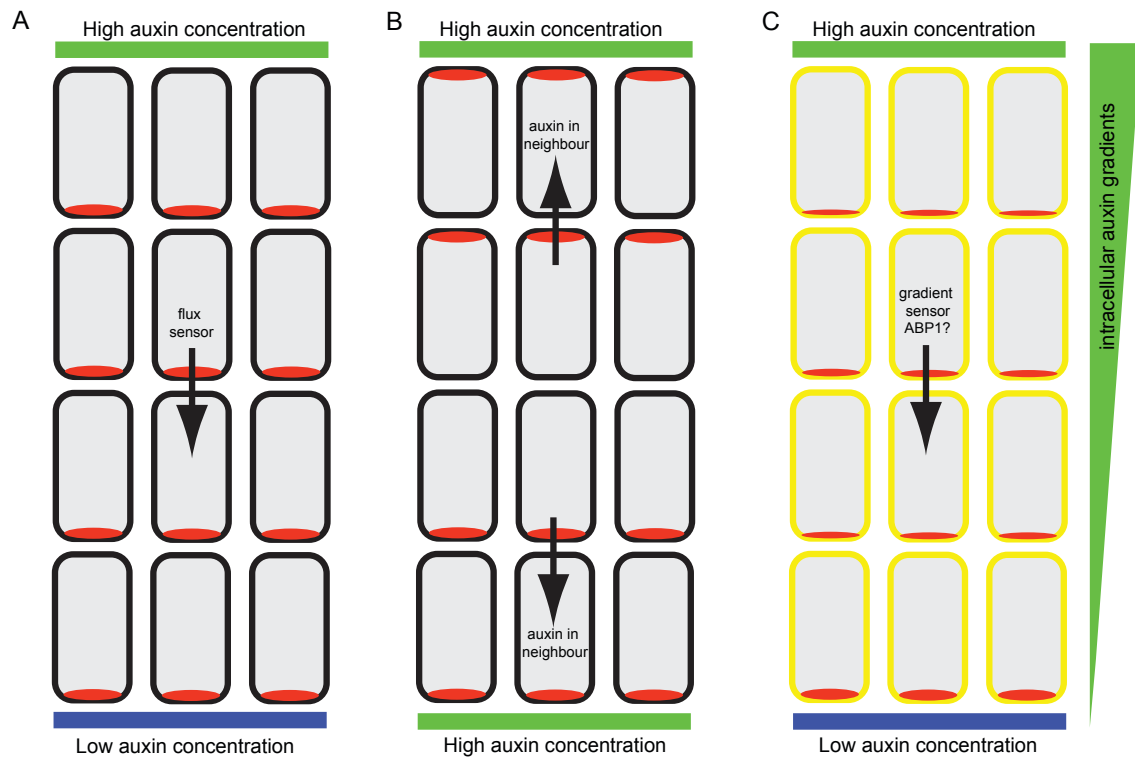 A
High auxin concentration
flux
sensor
Low auxin concentration
B
High auxin concentration
auxin in
neighbour
auxin in
neighbour
High auxin concentration
C
High auxin concentration
gradient
sensor
ABP1?
Low auxin concentration
intracellular auxin gradients